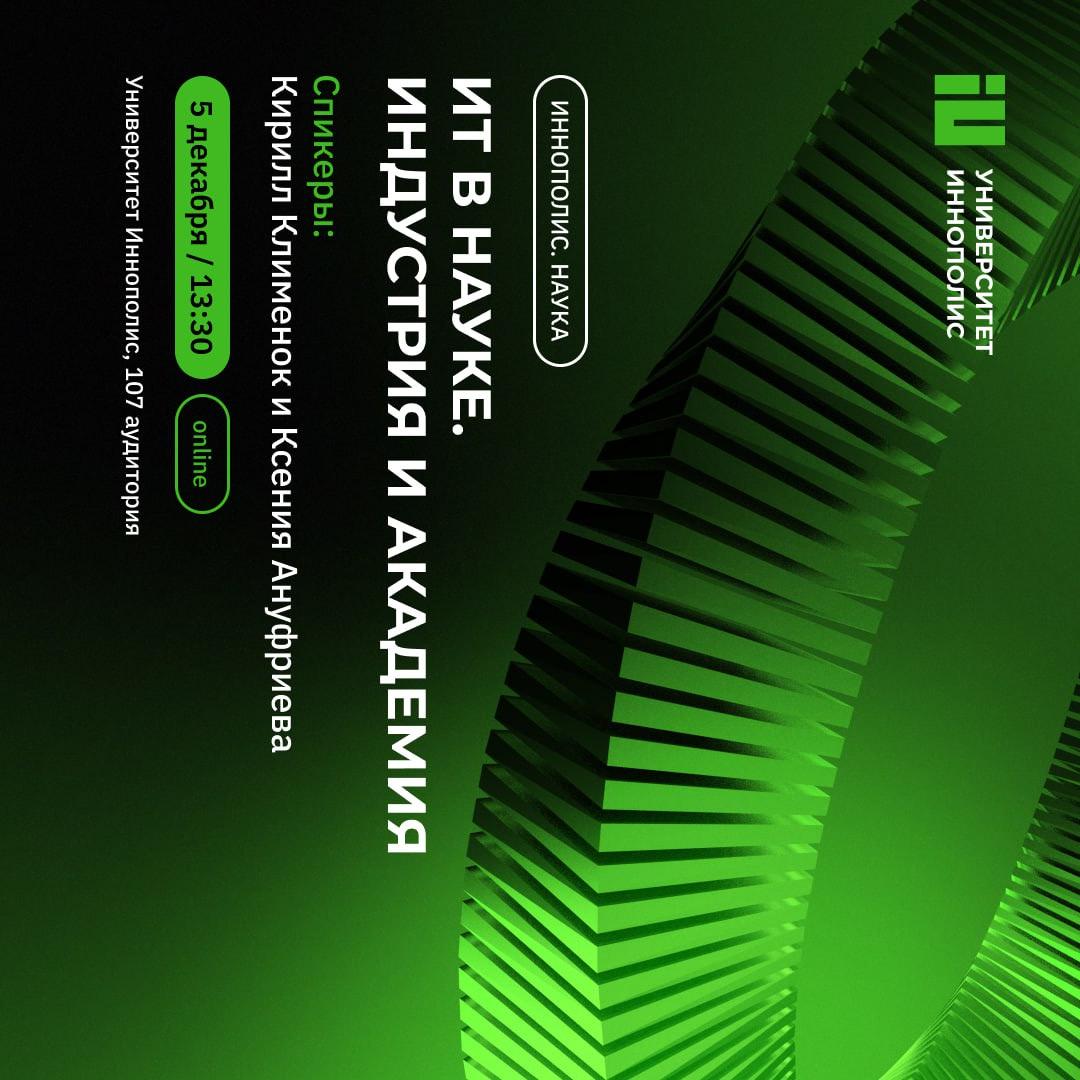 УНИВЕРСИТЕТ
ИННОПОЛИС
ИННОПОЛИС. НАУКА
ИТ В НАУКЕ.
ИНДУСТРИЯ И АКАДЕМИЯ
Спикеры:
Кирилл Клименок и Ксения Ануфриева
5 декабря / 13:30
online
Университет Иннополис, 107 аудитория